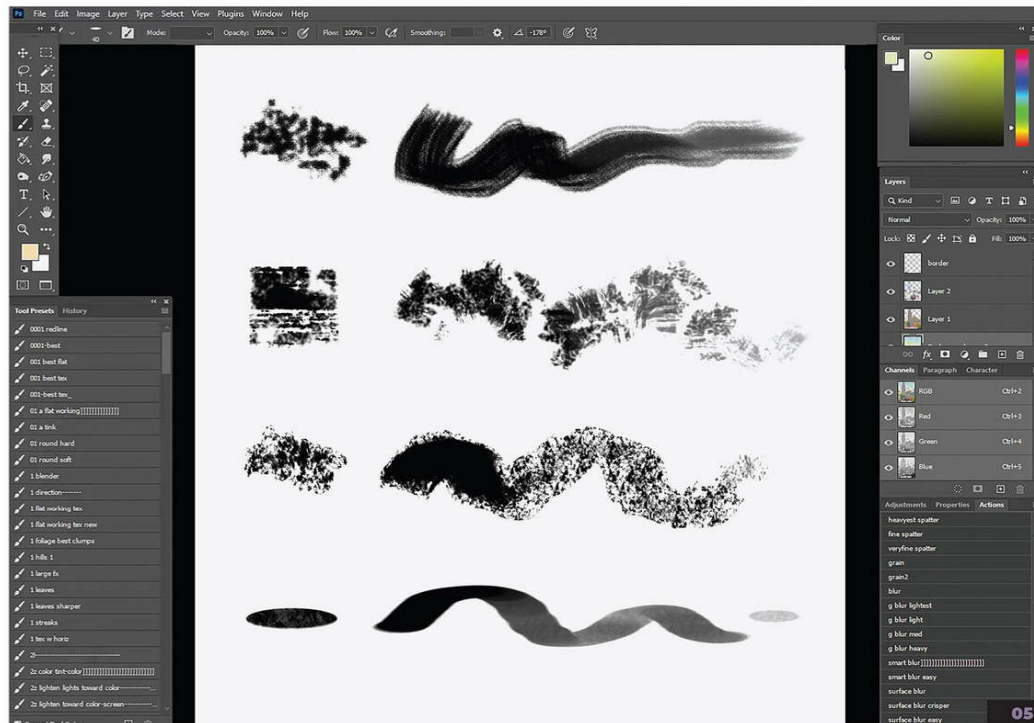 Ps File Edit Image Layer Type Select View Plugins Window Help
40 Mode: Opacity: 100% Flow: 100% Smoothing: -178°
Color
Layers
Kind
Normal Opacity: 100%
Lock: Fill: 100%
border
Layer 2
Layer 1
fx
Channels Paragraph Character
RGB Ctrl+2
Red Ctrl+3
Green Ctrl+4
Blue Ctrl+5
Adjustments Properties Actions
heavyest spatter
fine spatter
veryfine spatter
grain
grain2
blur
g blur lightest
g blur light
g blur med
g blur heavy
smart blur
smart blur easy
surface blur
surface blur crisper
surface blur easy
Tool Presets History
0001 redline
0001-best
001 best flat
001 best tex
001-best tex_
01 a flat working
01 a tink
01 round hard
01 round soft
1 blender
1 direction-------
1 flat working tex
1 flat working tex new
1 foliage best clumps
1 hills 1
1 large fx
1 leaves
1 leaves sharper
1 streaks
1 tex w horiz
2z color tint-color
2z lighten lights toward color
2z lighten toward color-screen
05